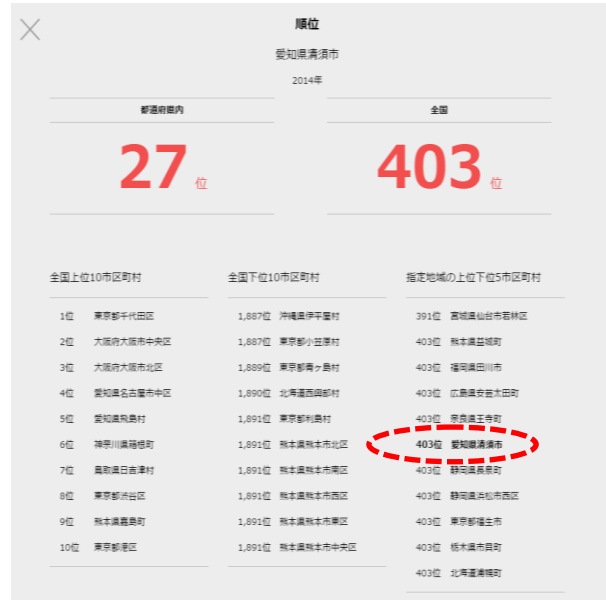 順位
愛知県清須市
2014年
都道府県内
全国
27位
403位
全国上位10市区町村
1位 東京都千代田区
2位 大阪府大阪市中央区
3位 大阪府大阪市北区
4位 愛知県名古屋市中区
5位 愛知県飛島村
6位 神奈川県箱根町
7位 鳥取県日吉津村
8位 東京都渋谷区
9位 熊本県嘉島町
10位 東京都港区
全国下位10市区町村
1,887位 沖縄県伊平屋村
1,887位 東京都小笠原村
1,889位 東京都青ヶ島村
1,890位 北海道西興部村
1,891位 東京都利島村
1,891位 熊本県熊本市北区
1,891位 熊本県熊本市南区
1,891位 熊本県熊本市西区
1,891位 熊本県熊本市東区
1,891位 熊本県熊本市中央区
指定地域の上位下位5市区町村
391位 宮城県仙台市若林区
403位 熊本県益城町
403位 福岡県田川市
403位 広島県安芸太田町
403位 奈良県王寺町
403位 愛知県清須市
403位 静岡県長泉町
403位 静岡県浜松市西区
403位 東京都福生市
403位 栃木県市貝町
403位 北海道浦幌町